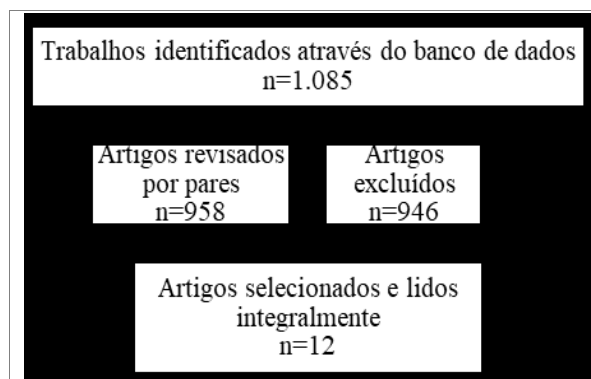 Trabalhos identificados através do banco de dados
n=1.085
Artigos revisados
por pares
n=958
Artigos
excluídos
n=946
Artigos selecionados e lidos
integralmente
n=12